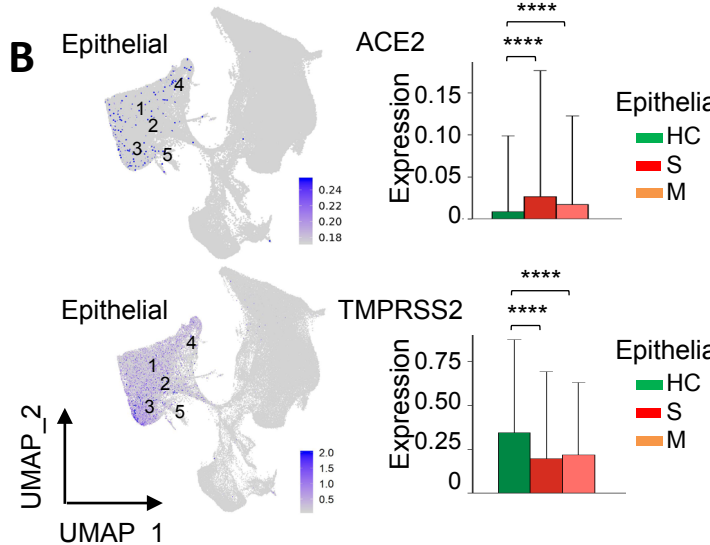 B
Epithelial
4
1
2
3
5
0.24
0.22
0.20
0.18
ACE2
****
****
Expression
0.15
0.10
0.05
0
Epithelial
HC
S
M
Epithelial
4
1
2
3
5
2.0
1.5
1.0
0.5
UMAP_2
UMAP_1
TMPRSS2
****
****
Expression
0.75
0.50
0.25
0
Epithelial
HC
S
M